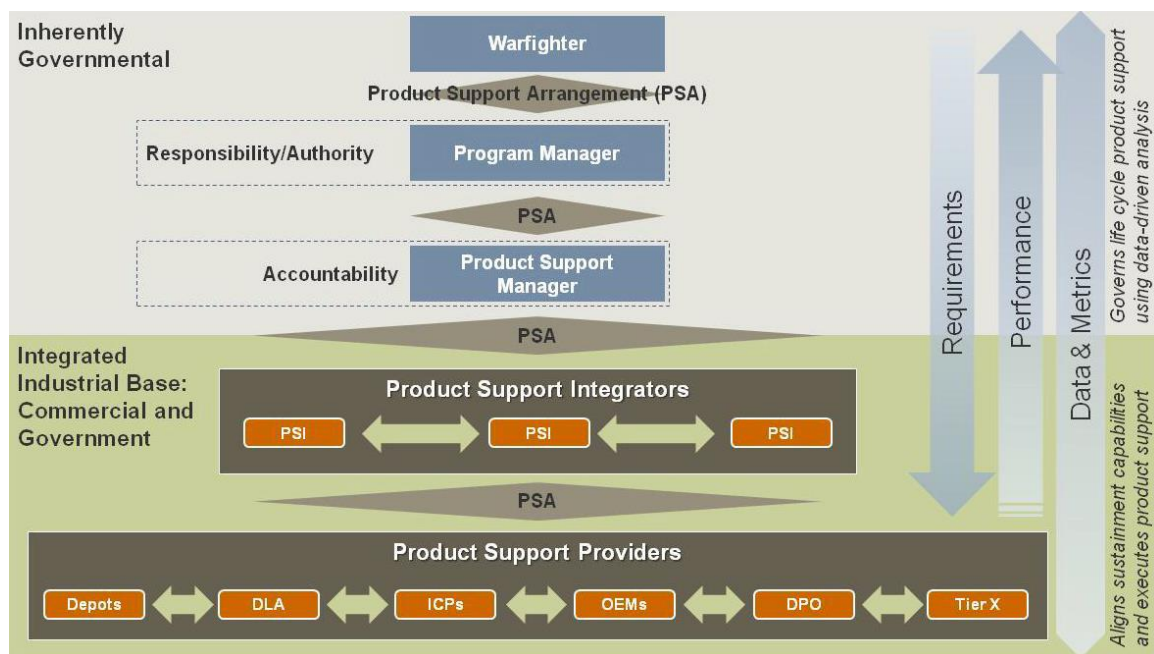 Inherently
Governmental
Warfighter
Product Support Arrangement (PSA)
Responsibility/Authority
Program Manager
PSA
Accountability
Product Support
Manager
PSA
Integrated
Industrial Base:
Commercial and
Government
Product Support Integrators
PSI
PSI
PSI
PSA
Product Support Providers
Depots
DLA
ICPs
OEMs
DPO
Tier X
Requirements
Performance
Data & Metrics
Governs life cycle product support
using data-driven analysis
Aligns sustainment capabilities
and executes product support